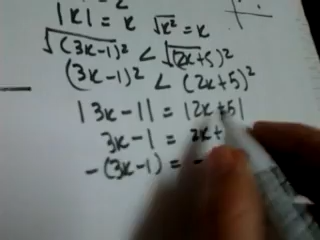 |x| = x √x² = x
√(3x-1)² < √(2x+5)²
(3x-1)² < (2x+5)²
|3x-1| = |2x+5|
3x-1 = 2x+
-(3x-1) = -